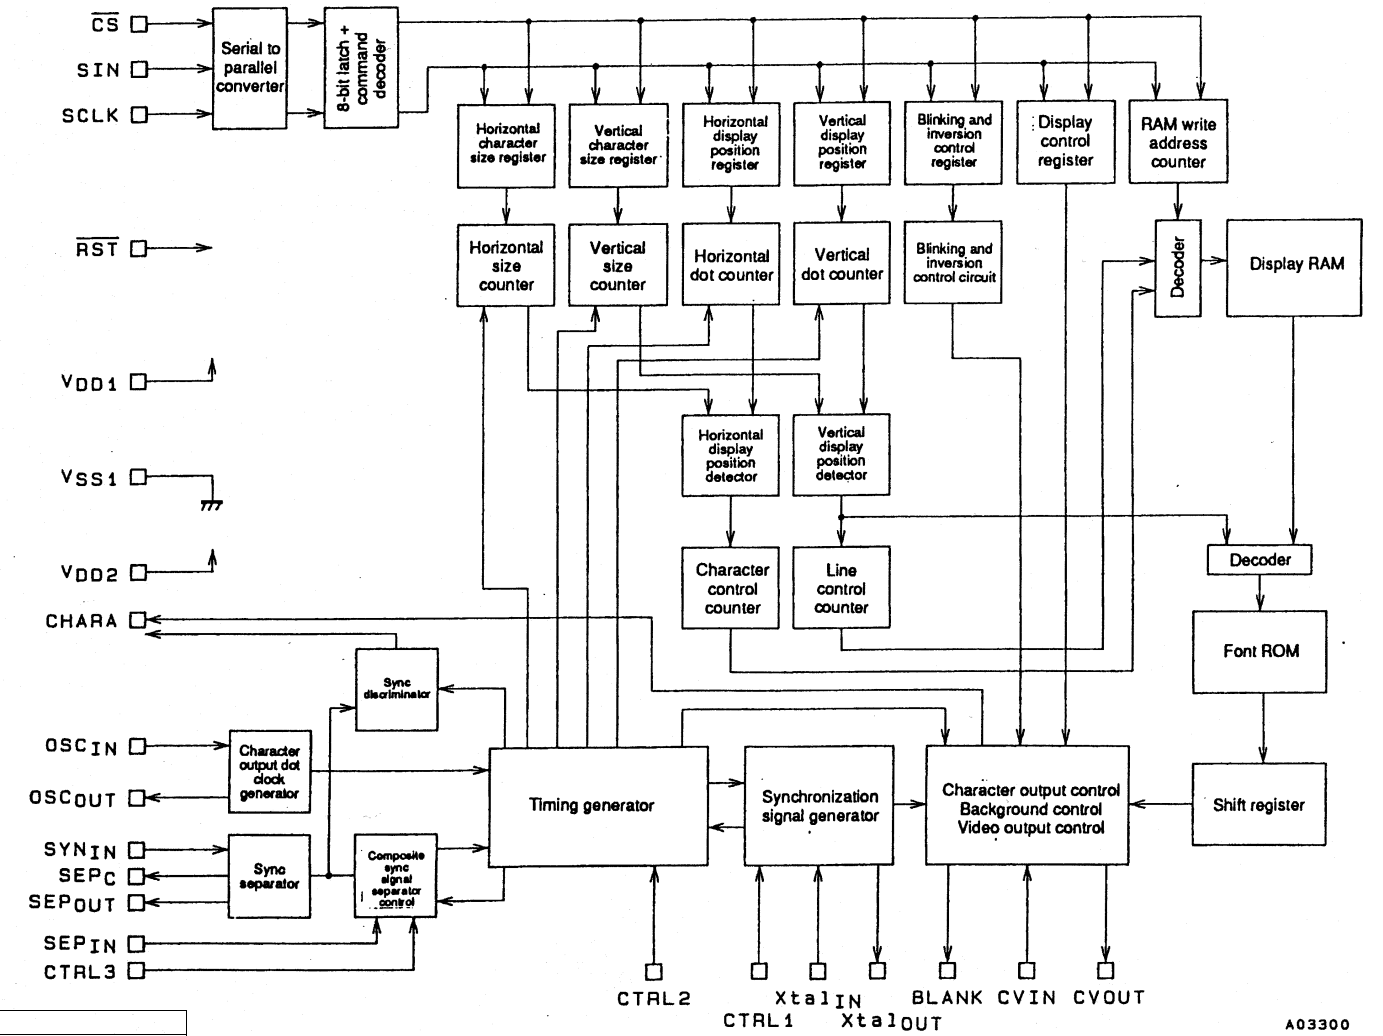 CS
SIN
SCLK
Serial to
parallel
converter
8-bit latch +
command
decoder
Horizontal
character
size register
Vertical
character
size register
Horizontal
display
position
register
Vertical
display
position
register
Blinking and
inversion
control
register
Display
control
register
RAM write
address
counter
RST
Horizontal
size
counter
Vertical
size
counter
Horizontal
dot counter
Vertical
dot counter
Blinking and
inversion
control circuit
Decoder
Display RAM
VDD1
VSS1
VDD2
Horizontal
display
position
detector
Vertical
display
position
detector
Character
control
counter
Line
control
counter
Decoder
Font ROM
CHARA
Sync
discriminator
OSCIN
OSCOUT
Character
output dot
clock
generator
Timing generator
Synchronization
signal generator
Character output control
Background control
Video output control
Shift register
SYNIN
SEPC
SEPOUT
Sync
separator
Composite
sync
signal
separator
control
SEPIN
CTRL3
CTRL2
XtalIN
BLANK
CVIN
CVOUT
CTRL1
XtalOUT
A03300